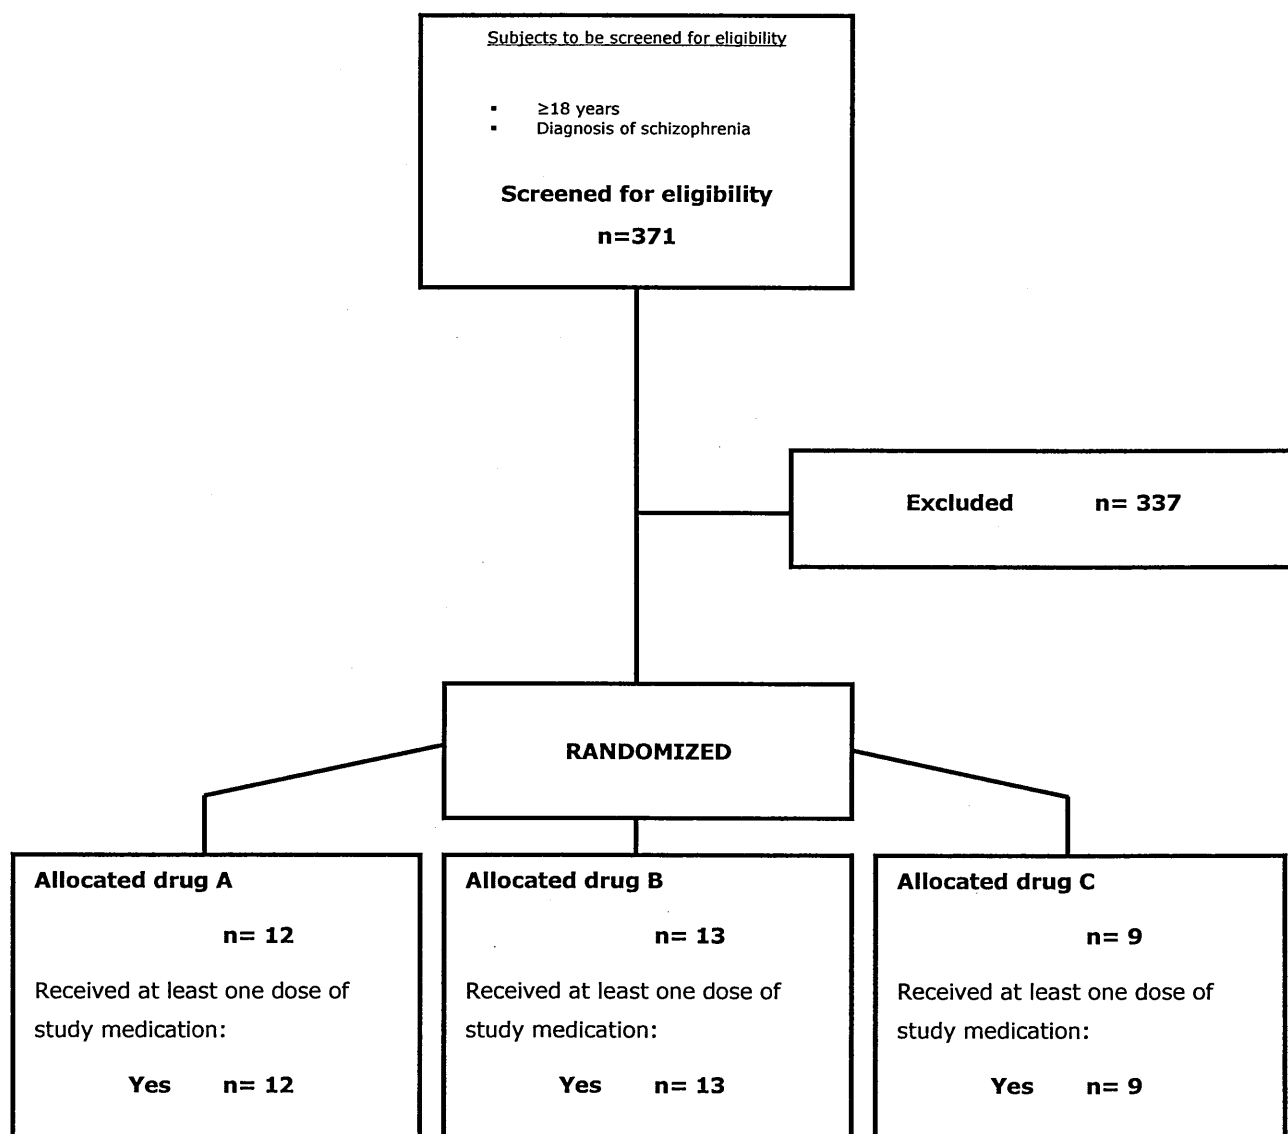 Subjects to be screened for eligibility
▪ ≥18 years
▪ Diagnosis of schizophrenia
Screened for eligibility
n=371
Excluded n= 337
RANDOMIZED
Allocated drug A
n= 12
Received at least one dose of
study medication:
Yes n= 12
Allocated drug B
n= 13
Received at least one dose of
study medication:
Yes n= 13
Allocated drug C
n= 9
Received at least one dose of
study medication:
Yes n= 9